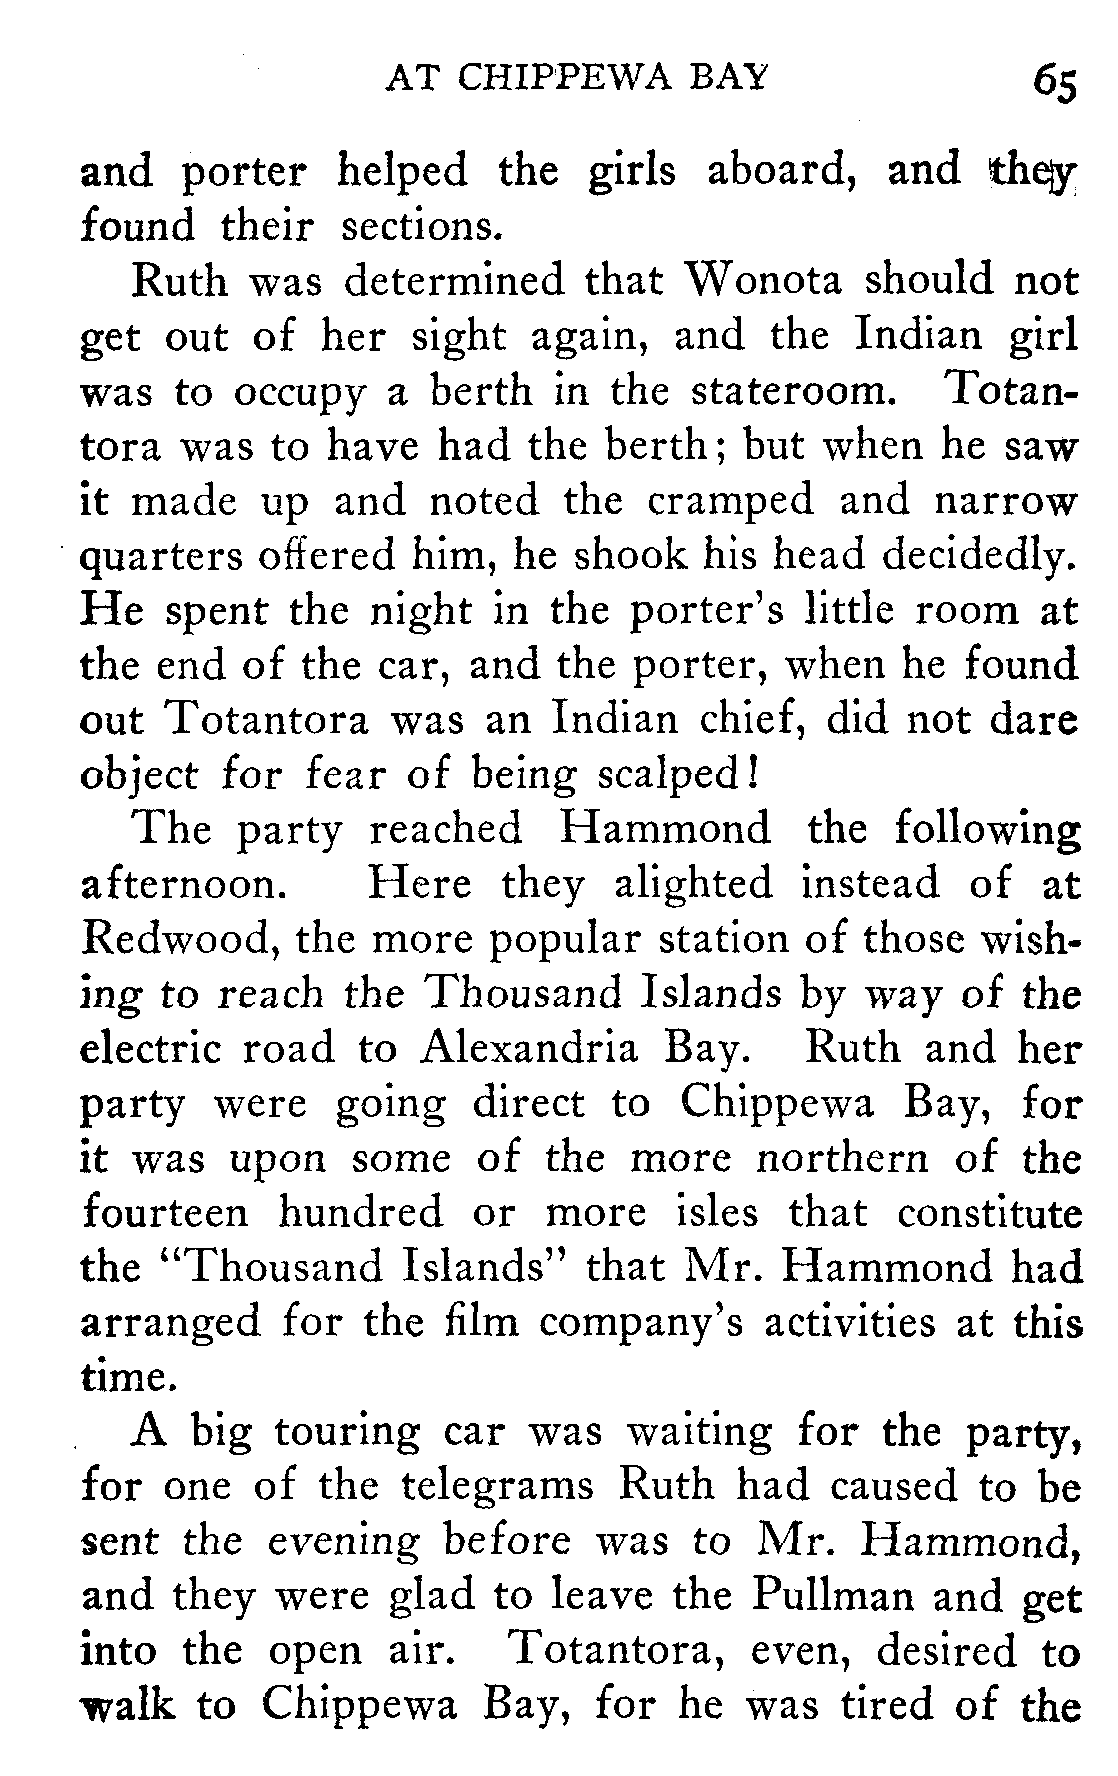 AT CHIPPEWA BAY 65
and porter helped the girls aboard, and they
found their sections.
Ruth was determined that Wonota should not
get out of her sight again, and the Indian girl
was to occupy a berth in the stateroom. Totan-
tora was to have had the berth; but when he saw
it made up and noted the cramped and narrow
quarters offered him, he shook his head decidedly.
He spent the night in the porter's little room at
the end of the car, and the porter, when he found
out Totantora was an Indian chief, did not dare
object for fear of being scalped!
The party reached Hammond the following
afternoon. Here they alighted instead of at
Redwood, the more popular station of those wish-
ing to reach the Thousand Islands by way of the
electric road to Alexandria Bay. Ruth and her
party were going direct to Chippewa Bay, for
it was upon some of the more northern of the
fourteen hundred or more isles that constitute
the "Thousand Islands" that Mr. Hammond had
arranged for the film company's activities at this
time.
A big touring car was waiting for the party,
for one of the telegrams Ruth had caused to be
sent the evening before was to Mr. Hammond,
and they were glad to leave the Pullman and get
into the open air. Totantora, even, desired to
walk to Chippewa Bay, for he was tired of the